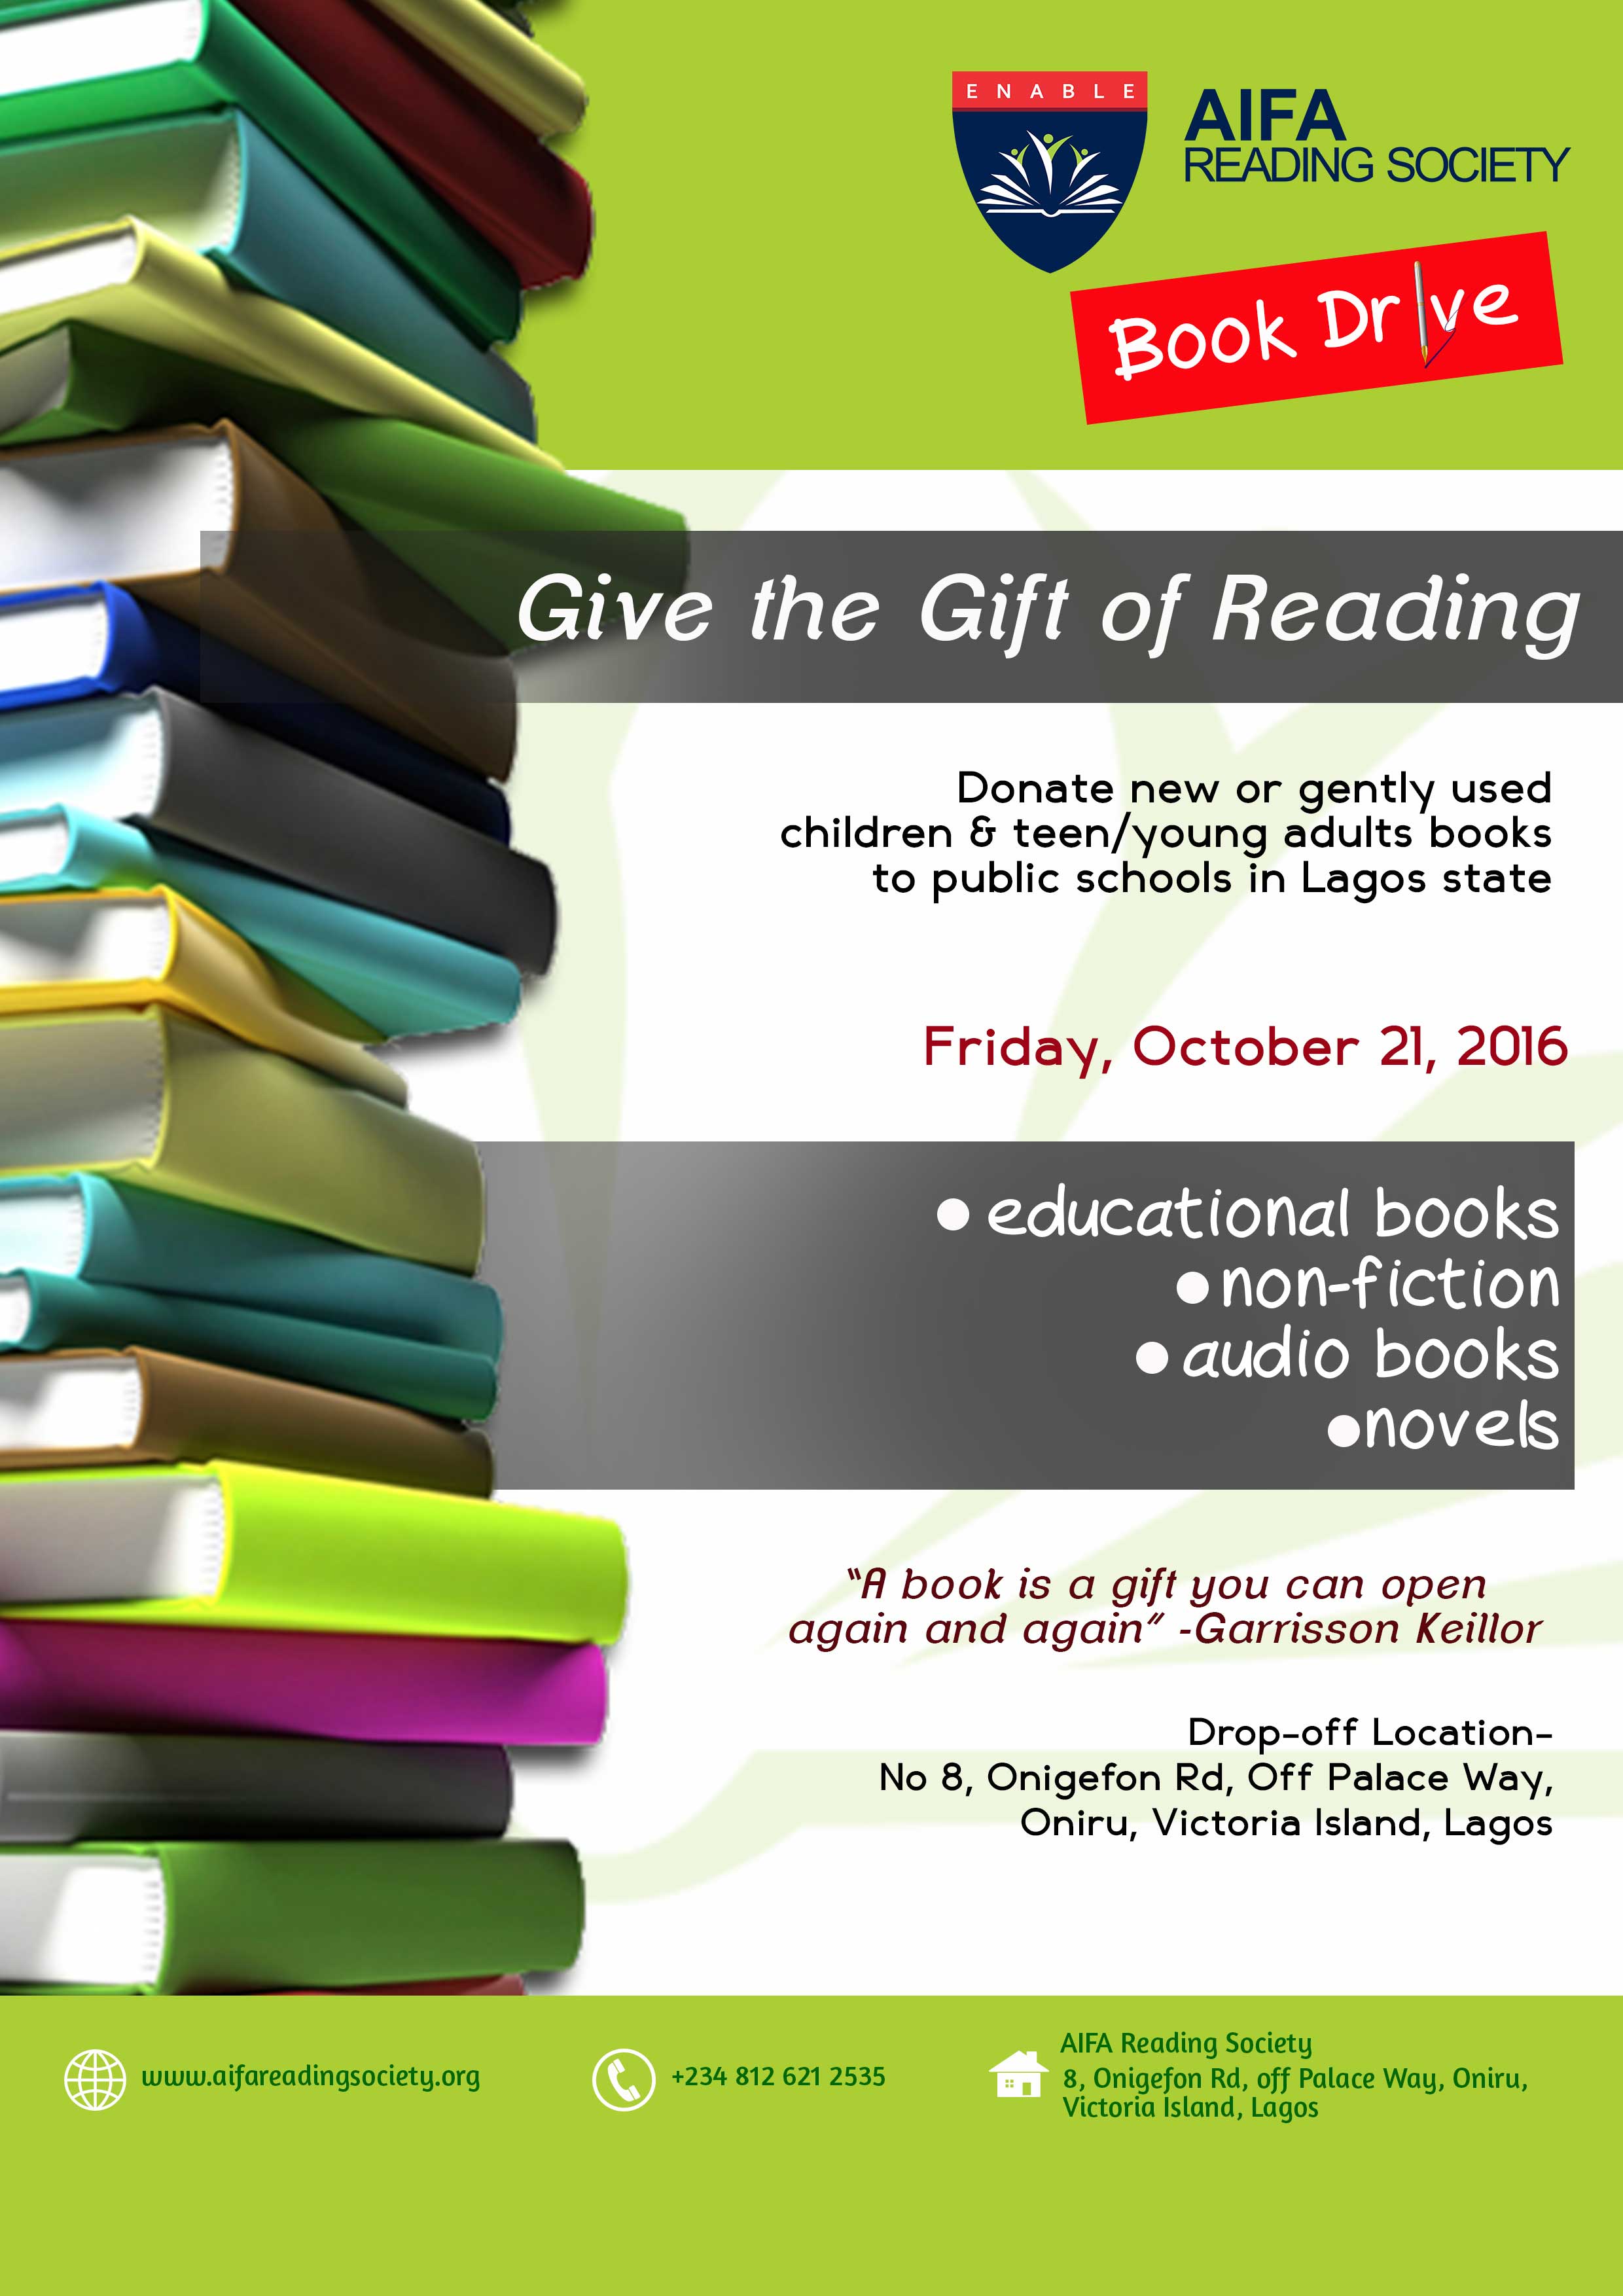 ENABLE
AIFA
READING SOCIETY
Book Drive
Give the Gift of Reading
Donate new or gently used
children & teen/young adults books
to public schools in Lagos state
Friday, October 21, 2016
• educational books
• non-fiction
• audio books
•novels
“A book is a gift you can open
again and again” -Garrisson Keillor
Drop-off Location-
No 8, Onigefon Rd, Off Palace Way,
Oniru, Victoria Island, Lagos
www.aifareadingsociety.org
+234 812 621 2535
AIFA Reading Society
8, Onigefon Rd, off Palace Way, Oniru,
Victoria Island, Lagos